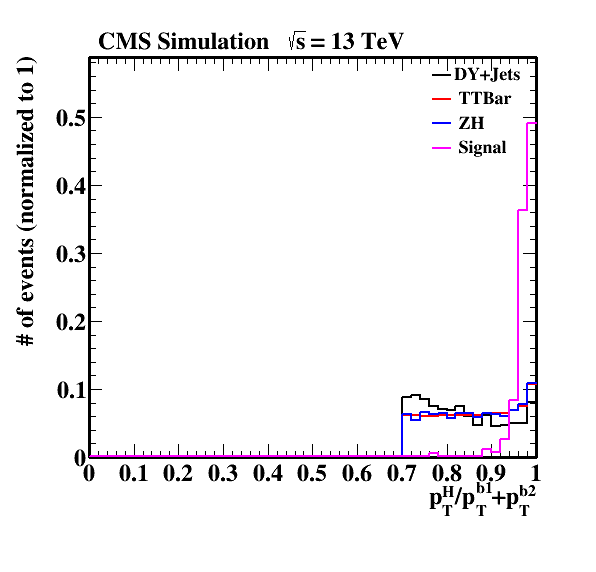 CMS Simulation √s = 13 TeV
DY+Jets
TTBar
ZH
Signal
# of events (normalized to 1)
0.5
0.4
0.3
0.2
0.1
0
0 0.1 0.2 0.3 0.4 0.5 0.6 0.7 0.8 0.9 1
p_T^H/p_T^b1+p_T^b2